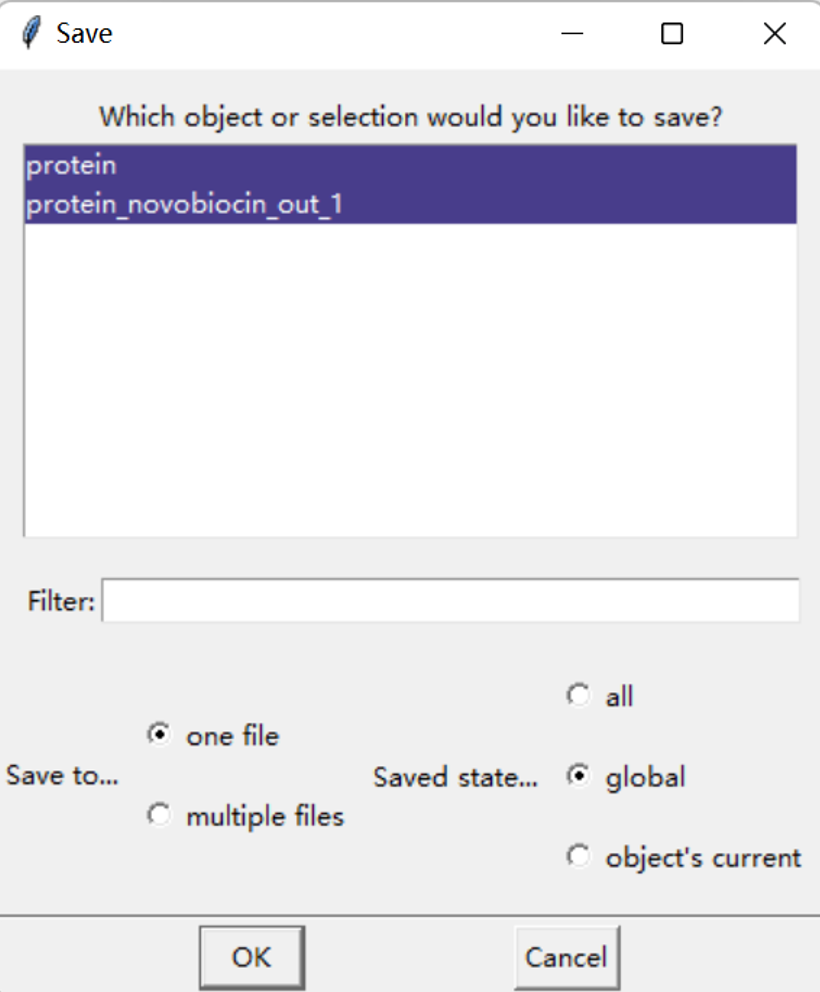 Save
Which object or selection would you like to save?
protein
protein_novobiocin_out_1
Filter:
Save to...
one file
multiple files
Saved state...
all
global
object's current
OK
Cancel